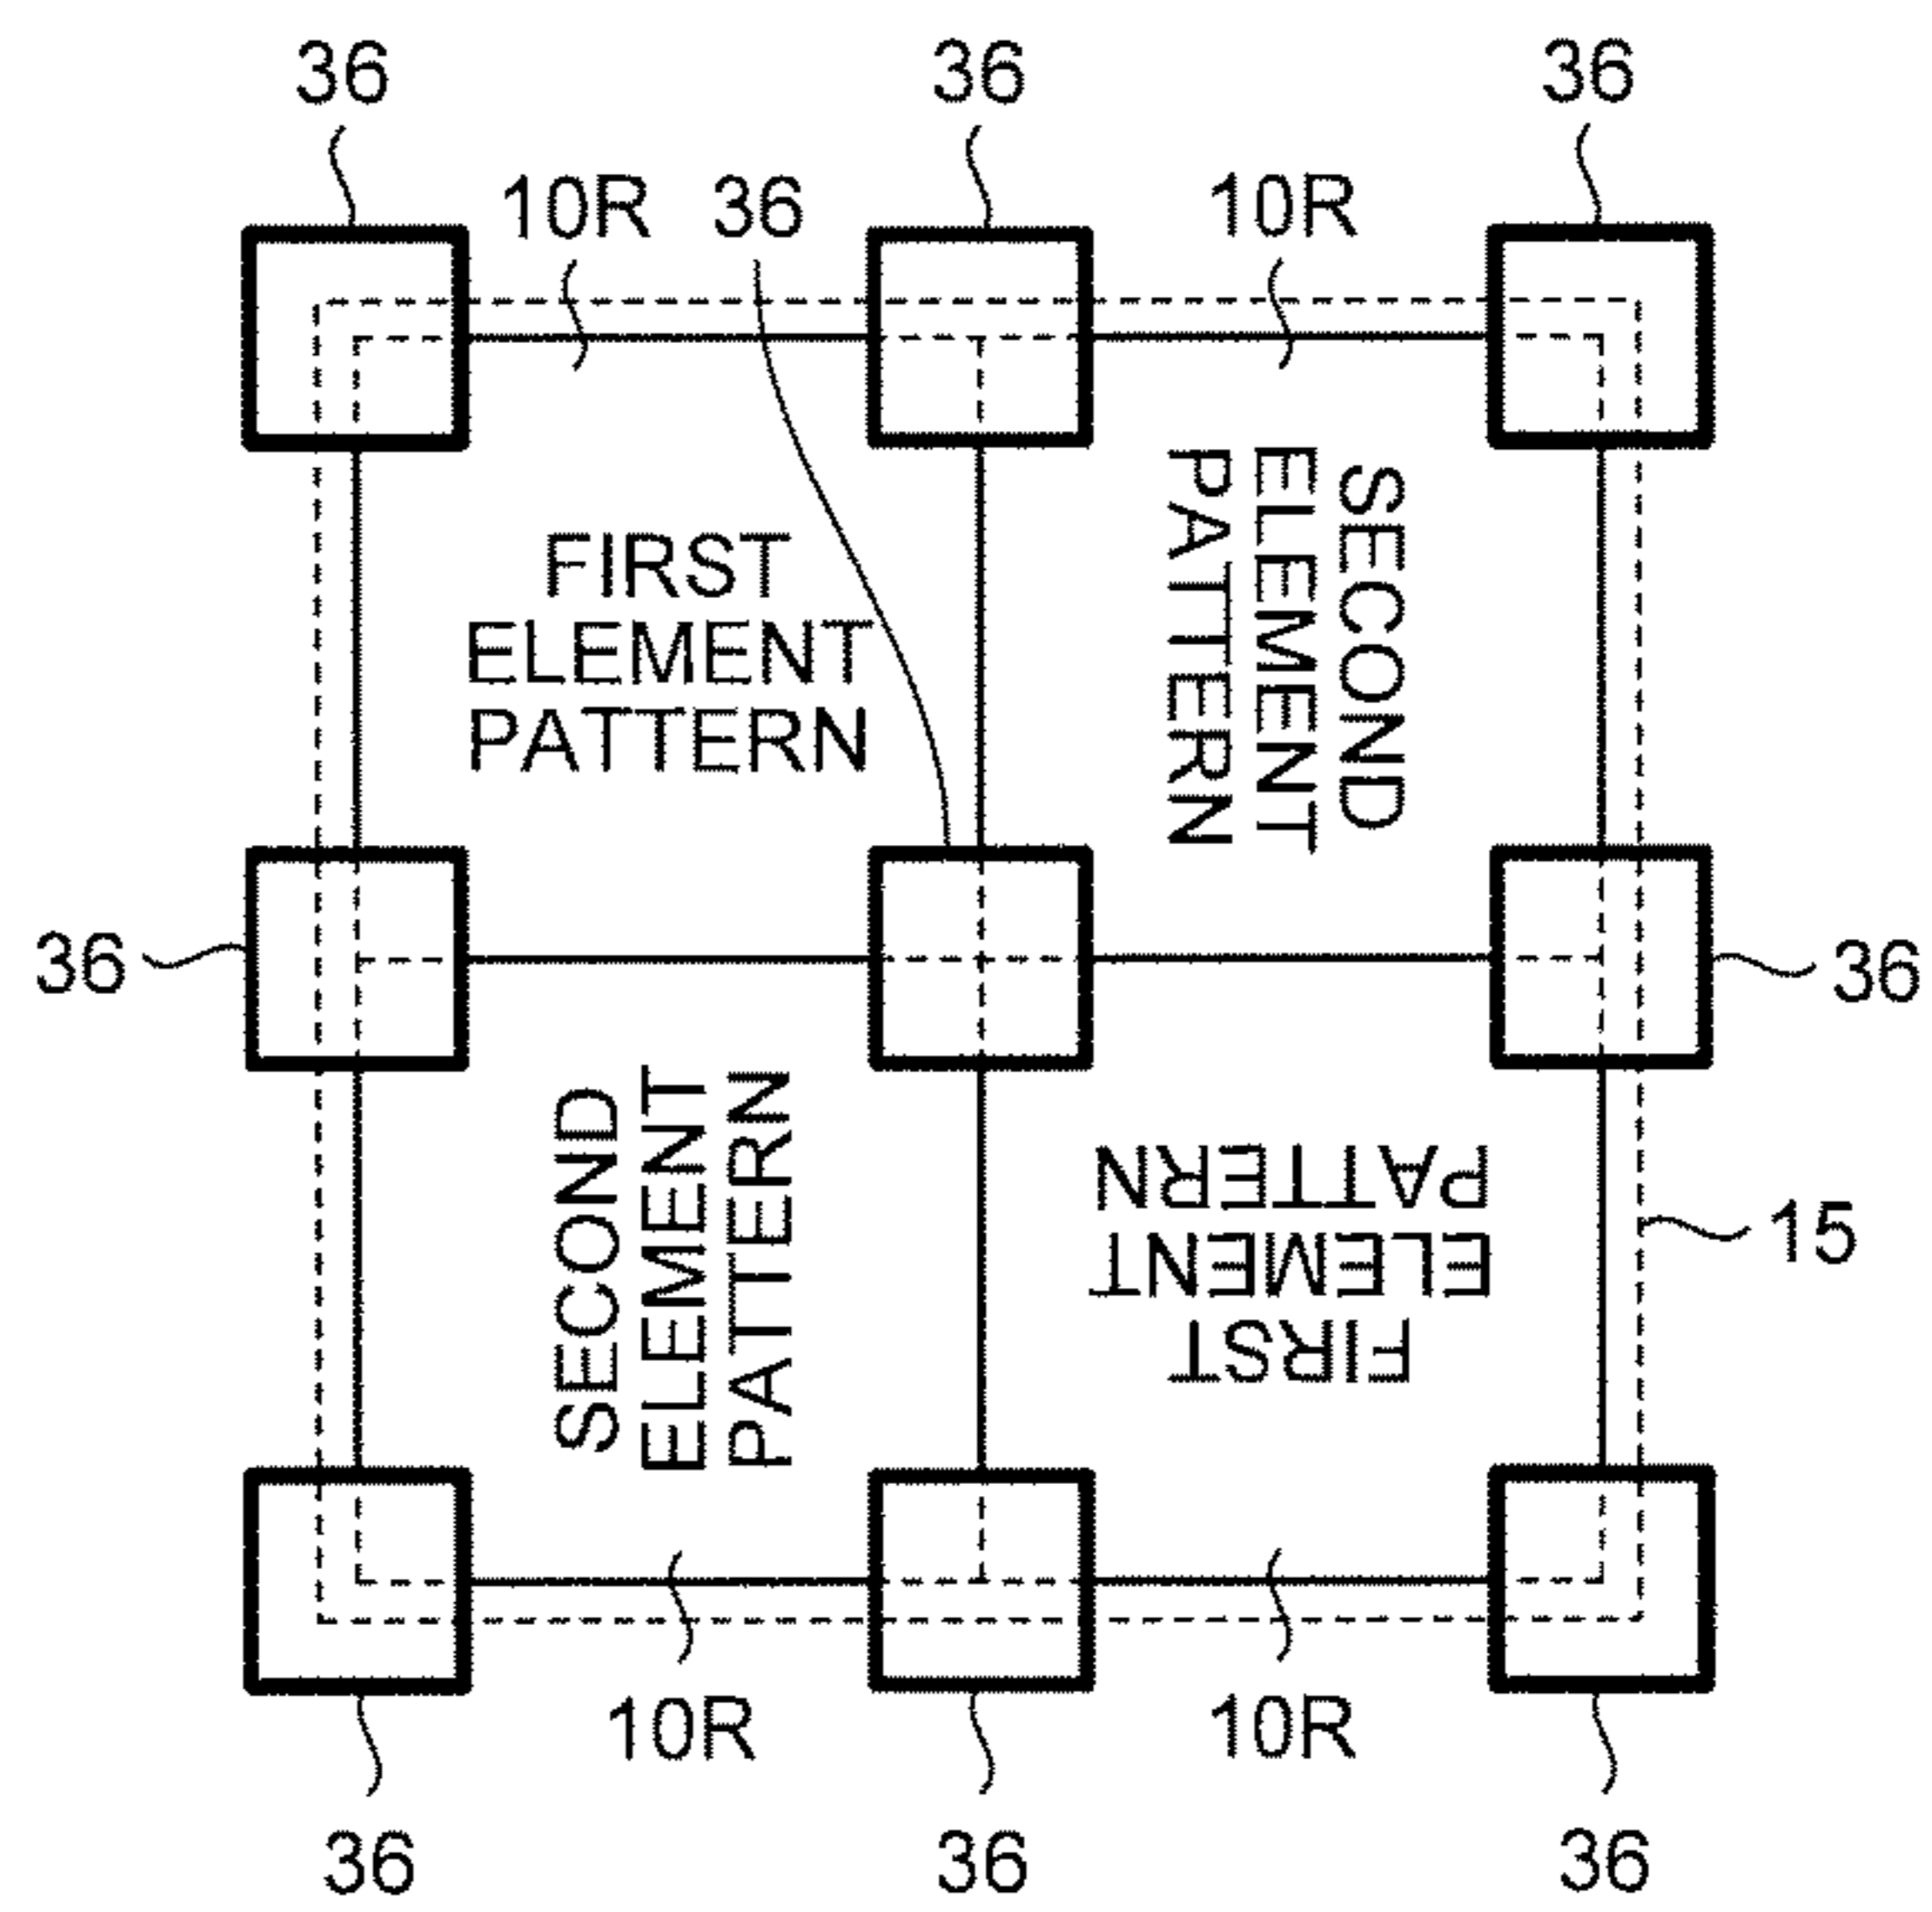 36
36
36
10R
36
10R
FIRST
ELEMENT
PATTERN
SECOND
ELEMENT
PATTERN
36
36
SECOND
ELEMENT
PATTERN
FIRST
ELEMENT
PATTERN
15
10R
10R
36
36
36